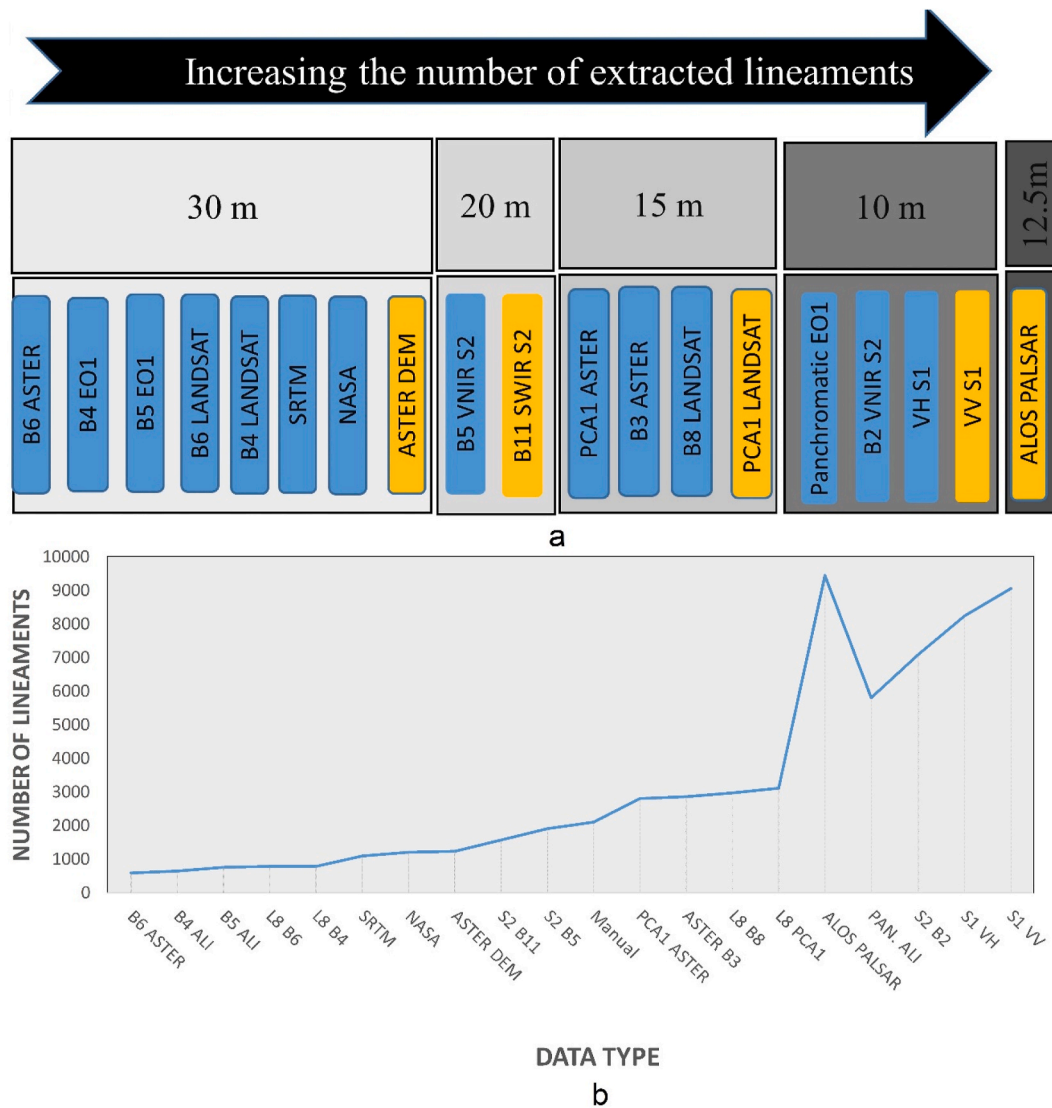 Increasing the number of extracted lineaments
30 m
20 m
15 m
10 m
12.5m
B6 ASTER
B4 EO1
B5 EO1
B6 LANDSAT
B4 LANDSAT
SRTM
NASA
ASTER DEM
B5 VNIR S2
B11 SWIR S2
PCA1 ASTER
B3 ASTER
B8 LANDSAT
PCA1 LANDSAT
Panchromatic EO1
B2 VNIR S2
VH S1
VV S1
ALOS PALSAR
a
NUMBER OF LINEAMENTS
10000
9000
8000
7000
6000
5000
4000
3000
2000
1000
0
B6 ASTER
B4 ALI
B5 ALI
L8 B6
L8 B4
SRTM
NASA
ASTER DEM
S2 B11
S2 B5
Manual
PCA1 ASTER
ASTER B3
L8 B8
L8 PCA1
ALOS PALSAR
PAN. ALI
S2 B2
S1 VH
S1 VV
DATA TYPE
b